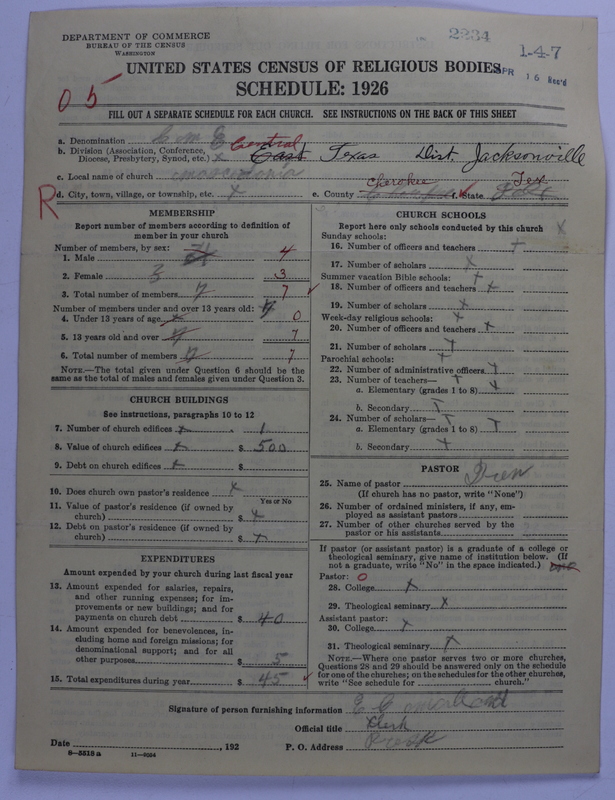 DEPARTMENT OF COMMERCE
BUREAU OF THE CENSUS
WASHINGTON
2234
1-4-7
UNITED STATES CENSUS OF RELIGIOUS BODIES
APR 16 Rec'd
SCHEDULE: 1926
05
FILL OUT A SEPARATE SCHEDULE FOR EACH CHURCH. SEE INSTRUCTIONS ON THE BACK OF THIS SHEET
a. Denomination C M E
b. Division (Association, Conference, Diocese, Presbytery, Synod, etc.) x Central East Texas Dist. Jacksonville
c. Local name of church
R
d. City, town, village, or township, etc. x e. County Cherokee f. State Tex
MEMBERSHIP
Report number of members according to definition of member in your church
Number of members, by sex:
1. Male 4
2. Female 3 3
3. Total number of members 7 7
Number of members under and over 13 years old:
4. Under 13 years of age x 0
5. 13 years old and over 7 7
6. Total number of members 7 7
NOTE.—The total given under Question 6 should be the same as the total of males and females given under Question 3.
CHURCH BUILDINGS
See instructions, paragraphs 10 to 12
7. Number of church edifices x 1
8. Value of church edifices x $ 500
9. Debt on church edifices x $
10. Does church own pastor's residence x
Yes or No
11. Value of pastor's residence (if owned by church) $ x
12. Debt on pastor's residence (if owned by church) $ x
EXPENDITURES
Amount expended by your church during last fiscal year
13. Amount expended for salaries, repairs, and other running expenses; for improvements or new buildings; and for payments on church debt $ 40
14. Amount expended for benevolences, including home and foreign missions; for denominational support; and for all other purposes $ 5
15. Total expenditures during year $ 45
CHURCH SCHOOLS
Report here only schools conducted by this church x
Sunday schools:
16. Number of officers and teachers x
17. Number of scholars x
Summer vacation Bible schools: x
18. Number of officers and teachers x
19. Number of scholars x
Week-day religious schools: x
20. Number of officers and teachers x
21. Number of scholars x
Parochial schools: x
22. Number of administrative officers x
23. Number of teachers— x
a. Elementary (grades 1 to 8) x
b. Secondary x
24. Number of scholars— x
a. Elementary (grades 1 to 8) x
b. Secondary x
PASTOR
25. Name of pastor
(If church has no pastor, write "None")
26. Number of ordained ministers, if any, employed as assistant pastors
27. Number of other churches served by the pastor or his assistants
If pastor (or assistant pastor) is a graduate of a college or theological seminary, give name of institution below. (If not a graduate, write "No" in the space indicated.)
Pastor: 0
28. College x
29. Theological seminary x
Assistant pastor:
30. College x
31. Theological seminary x
NOTE.—Where one pastor serves two or more churches, Questions 28 and 29 should be answered only on the schedule for one of the churches; on the schedules for the other churches, write "See schedule for church."
Signature of person furnishing information E C
Official title Clerk
Date , 192 P. O. Address
8-5518a 11-9034